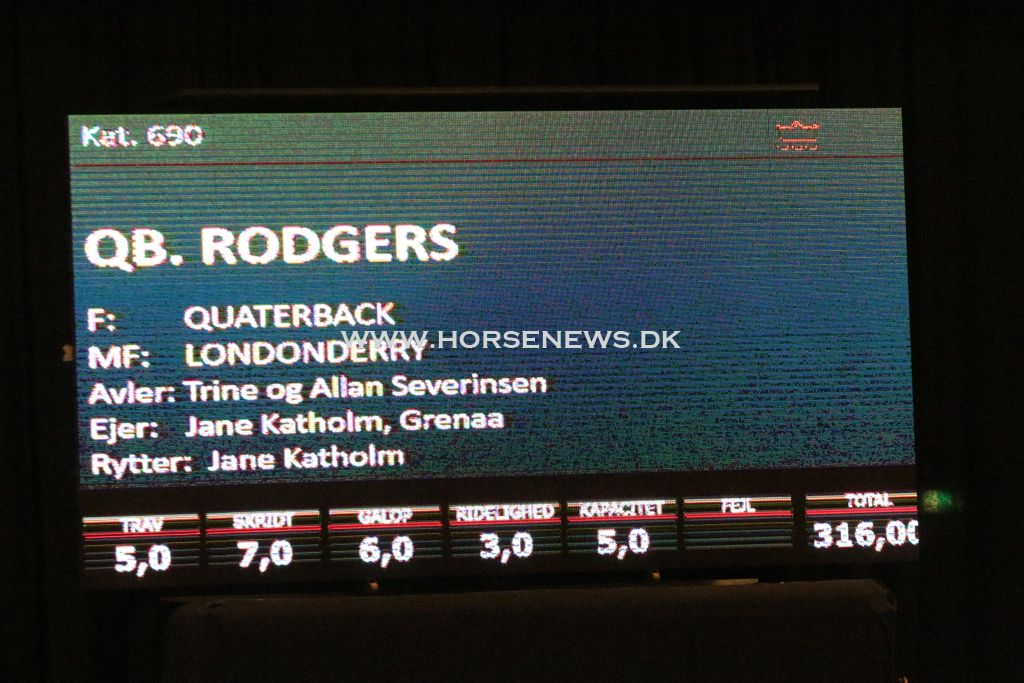 Kat. 690
QB. RODGERS
F: QUATERBACK
WWW.HORSENEWS.DK
MF: LONDONDERRY
Avler: Trine og Allan Severinsen
Ejer: Jane Katholm, Grenaa
Rytter: Jane Katholm
TRAV SKRIDT GALOP RIDELIGHED KAPACITET FEJL TOTAL
5,0 7,0 6,0 3,0 5,0 316,00